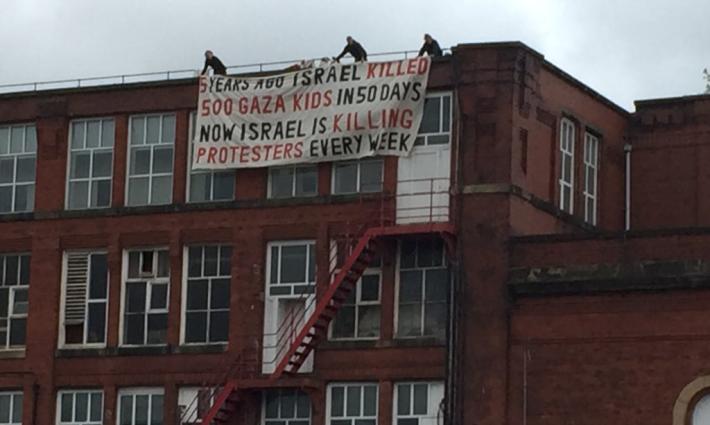 5 YEARS AGO ISRAEL KILLED
500 GAZA KIDS IN 50 DAYS
NOW ISRAEL IS KILLING
PROTESTERS EVERY WEEK